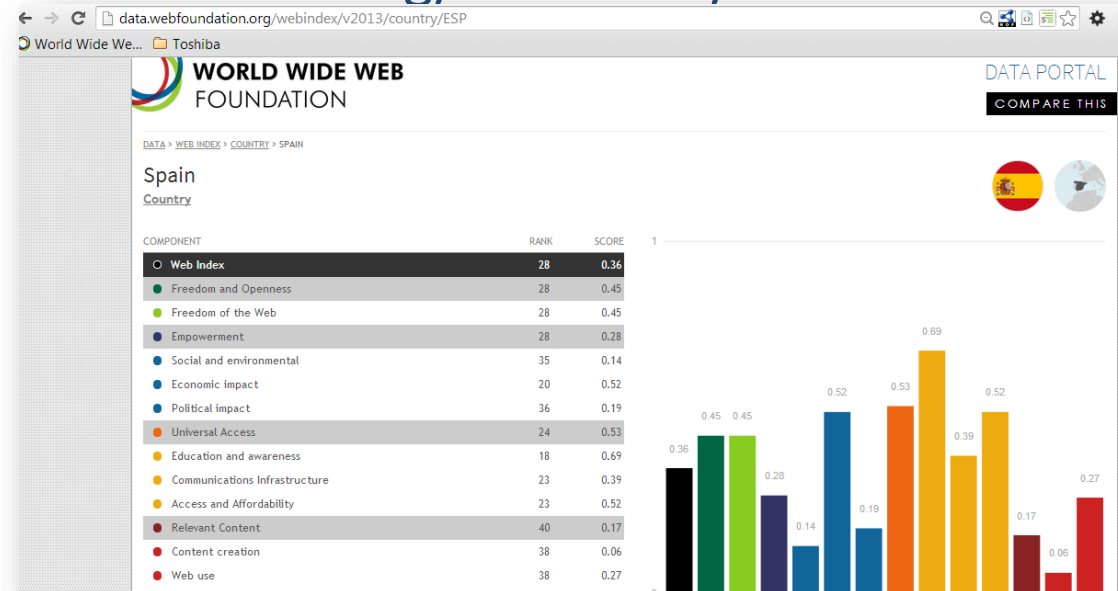 data.webfoundation.org/webindex/v2013/country/ESP
World Wide We... Toshiba
WORLD WIDE WEB
FOUNDATION
DATA PORTAL
COMPARE THIS
DATA > WEB INDEX > COUNTRY > SPAIN
Spain
Country
COMPONENT RANK SCORE
Web Index 28 0.36
Freedom and Openness 28 0.45
Freedom of the Web 28 0.45
Empowerment 28 0.28
Social and environmental 35 0.14
Economic impact 20 0.52
Political impact 36 0.19
Universal Access 24 0.53
Education and awareness 18 0.69
Communications Infrastructure 23 0.39
Access and Affordability 23 0.52
Relevant Content 40 0.17
Content creation 38 0.06
Web use 38 0.27
1
0.36 0.45 0.45 0.28 0.14 0.52 0.19 0.53 0.69 0.39 0.52 0.17 0.06 0.27